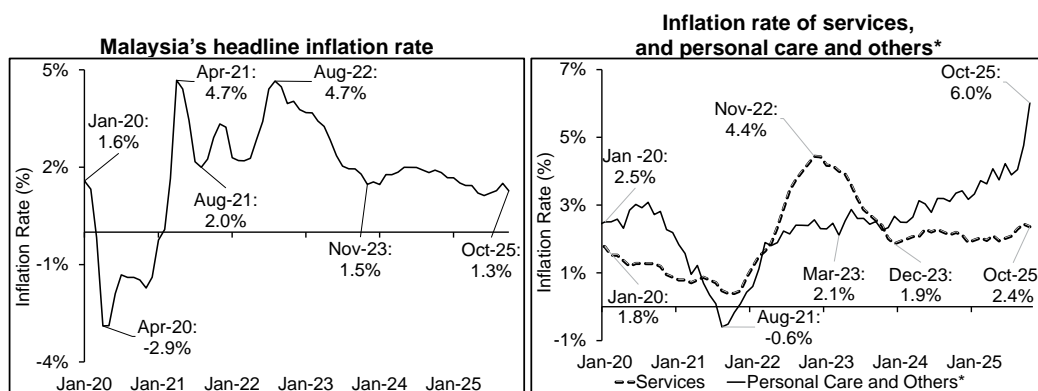 Malaysia's headline inflation rate
Inflation Rate (%)
5%
2%
-1%
-4%
Jan-20:
1.6%
Apr-20:
-2.9%
Apr-21:
4.7%
Aug-21:
2.0%
Aug-22:
4.7%
Nov-23:
1.5%
Oct-25:
1.3%
Jan-20 Jan-21 Jan-22 Jan-23 Jan-24 Jan-25
Inflation rate of services,
and personal care and others*
Inflation Rate (%)
7%
5%
3%
1%
-1%
Jan -20:
2.5%
Jan-20:
1.8%
Aug-21:
-0.6%
Nov-22:
4.4%
Mar-23:
2.1%
Dec-23:
1.9%
Oct-25:
6.0%
Oct-25:
2.4%
Jan-20 Jan-21 Jan-22 Jan-23 Jan-24 Jan-25
Services Personal Care and Others*